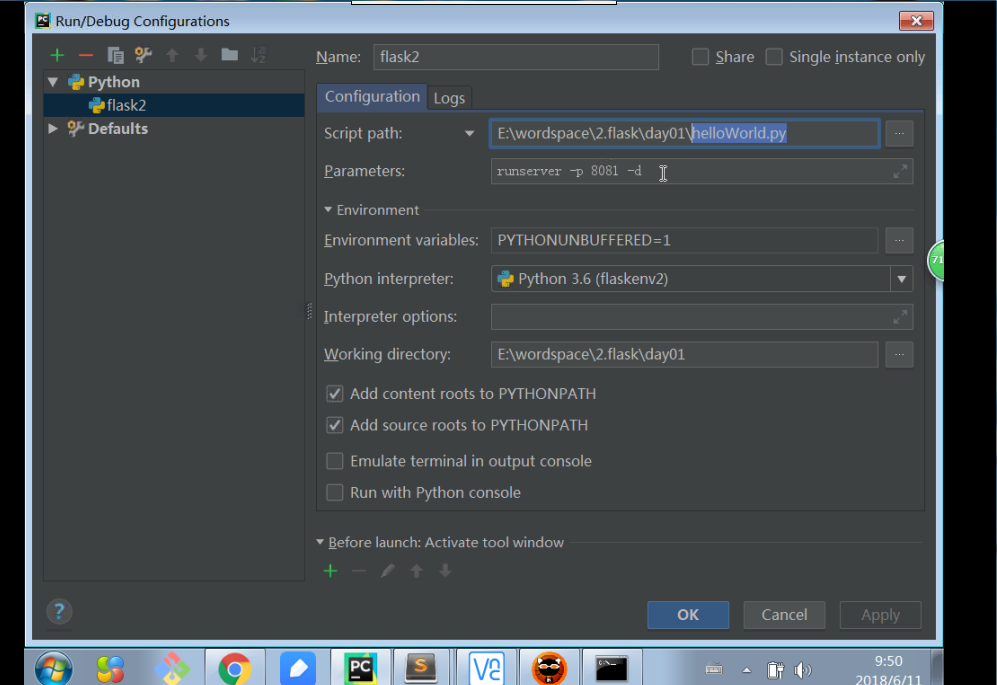 Run/Debug Configurations
Name: flask2 Share Single instance only
Python
flask2
Defaults
Configuration Logs
Script path: E:\wordspace\2.flask\day01\helloWorld.py
Parameters: runserver -p 8081 -d
Environment
Environment variables: PYTHONUNBUFFERED=1
Python interpreter: Python 3.6 (flaskenv2)
Interpreter options:
Working directory: E:\wordspace\2.flask\day01
Add content roots to PYTHONPATH
Add source roots to PYTHONPATH
Emulate terminal in output console
Run with Python console
Before launch: Activate tool window
OK Cancel Apply
71
9:50
2018/6/11